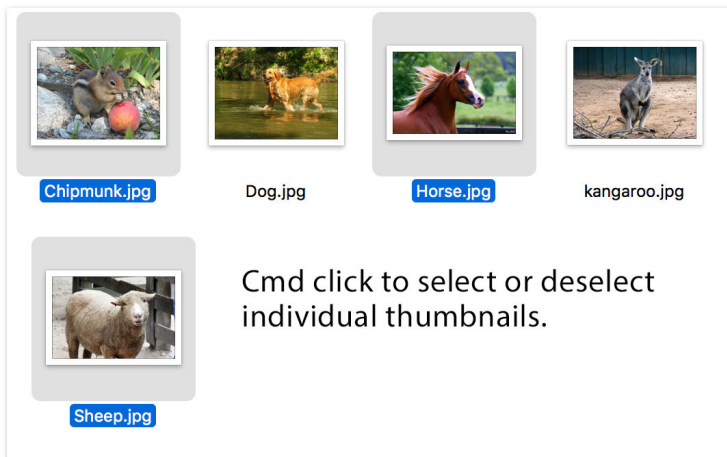 Chipmunk.jpg
Dog.jpg
Horse.jpg
kangaroo.jpg
Cmd click to select or deselect
individual thumbnails.
Sheep.jpg